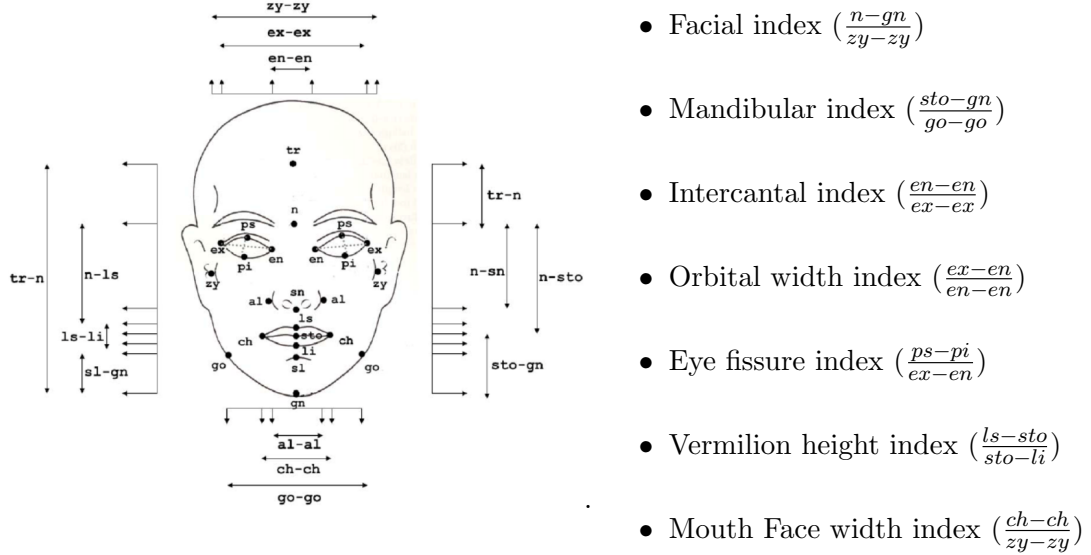 zy-zy
ex-ex
en-en
tr
n
ps ps
ex en en ex
pi pi
zy zy
sn
al al
ls
ch sto ch
li
go sl go
gn
tr-n
n-ls
ls-li
sl-gn
tr-n
n-sn
n-sto
sto-gn
al-al
ch-ch
go-go
.
• Facial index (n−gn/zy−zy)
• Mandibular index (sto−gn/go−go)
• Intercantal index (en−en/ex−ex)
• Orbital width index (ex−en/en−en)
• Eye fissure index (ps−pi/ex−en)
• Vermilion height index (ls−sto/sto−li)
• Mouth Face width index (ch−ch/zy−zy)